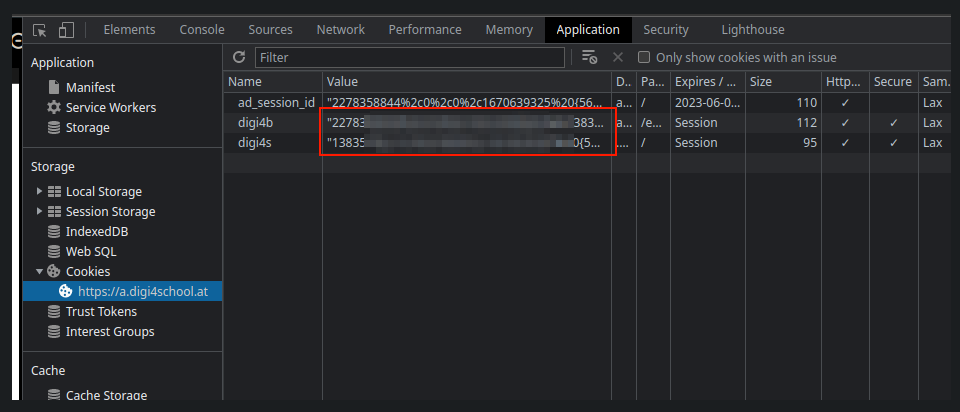 Elements Console Sources Network Performance Memory Application Security Lighthouse
Application
Manifest
Service Workers
Storage
Storage
Local Storage
Session Storage
IndexedDB
Web SQL
Cookies
https://a.digi4school.at
Trust Tokens
Interest Groups
Cache
Cache Storage
Filter Only show cookies with an issue
Name Value D... Pa... Expires / ... Size Http... Secure Sam.
ad_session_id "2278358844%2c0%2c0%2c1670639325%20{56... a... / 2023-06-0... 110 ✓ Lax
digi4b "22783 383... a... /e... Session 112 ✓ ✓ Lax
digi4s "13835 0{5... .... / Session 95 ✓ ✓ Lax